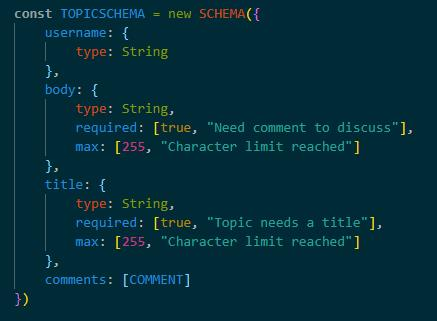 const TOPICSCHEMA = new SCHEMA({
    username: {
        type: String
    },
    body: {
        type: String,
        required: [true, "Need comment to discuss"],
        max: [255, "Character limit reached"]
    },
    title: {
        type: String,
        required: [true, "Topic needs a title"],
        max: [255, "Character limit reached"]
    },
    comments: [COMMENT]
})